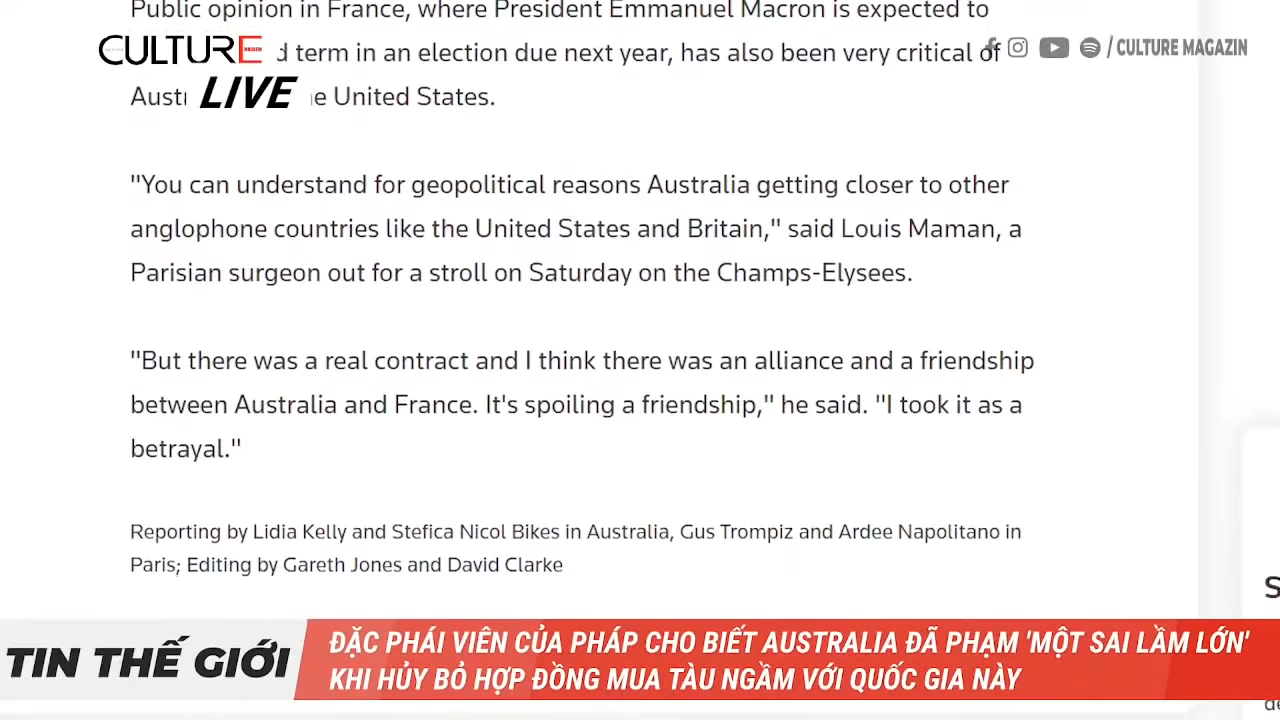 Public opinion in France, where President Emmanuel Macron is expected to
CULTURE
term in an election due next year, has also been very critical of
/ CULTURE MAGAZIN
LIVE
United States.
"You can understand for geopolitical reasons Australia getting closer to other
anglophone countries like the United States and Britain," said Louis Maman, a
Parisian surgeon out for a stroll on Saturday on the Champs-Elysees.
"But there was a real contract and I think there was an alliance and a friendship
between Australia and France. It's spoiling a friendship," he said. "I took it as a
betrayal."
Reporting by Lidia Kelly and Stefica Nicol Bikes in Australia, Gus Trompiz and Ardee Napolitano in
Paris; Editing by Gareth Jones and David Clarke
TIN THẾ GIỚI
ĐẶC PHÁI VIÊN CỦA PHÁP CHO BIẾT AUSTRALIA ĐÃ PHẠM 'MỘT SAI LẦM LỚN'
KHI HỦY BỎ HỢP ĐỒNG MUA TÀU NGẦM VỚI QUỐC GIA NÀY